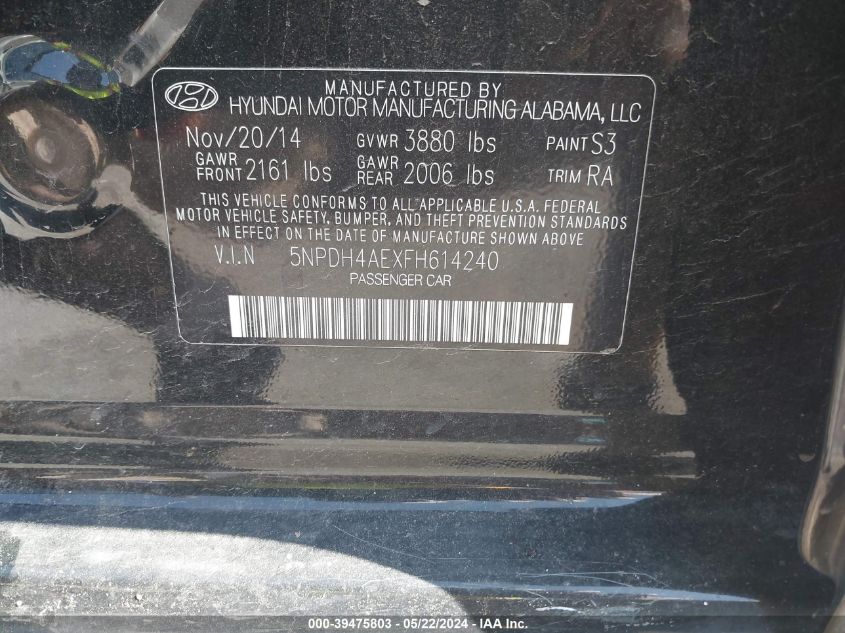 MANUFACTURED BY
HYUNDAI MOTOR MANUFACTURING ALABAMA, LLC
Nov/20/14 GVWR 3880 lbs PAINT S3
GAWR FRONT 2161 lbs GAWR REAR 2006 lbs TRIM RA
THIS VEHICLE CONFORMS TO ALL APPLICABLE U.S.A. FEDERAL
MOTOR VEHICLE SAFETY, BUMPER, AND THEFT PREVENTION STANDARDS
IN EFFECT ON THE DATE OF MANUFACTURE SHOWN ABOVE
V.I.N 5NPDH4AEXFH614240
PASSENGER CAR
000-39475803 - 05/22/2024 - © IAA Inc.